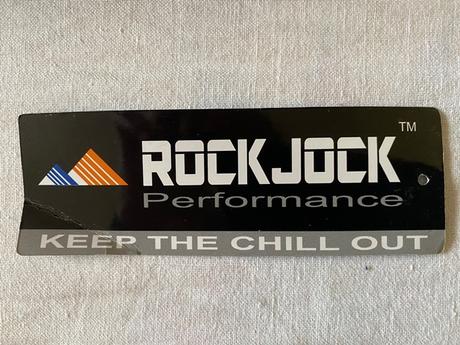 ROCKJOCK™
Performance
KEEP THE CHILL OUT